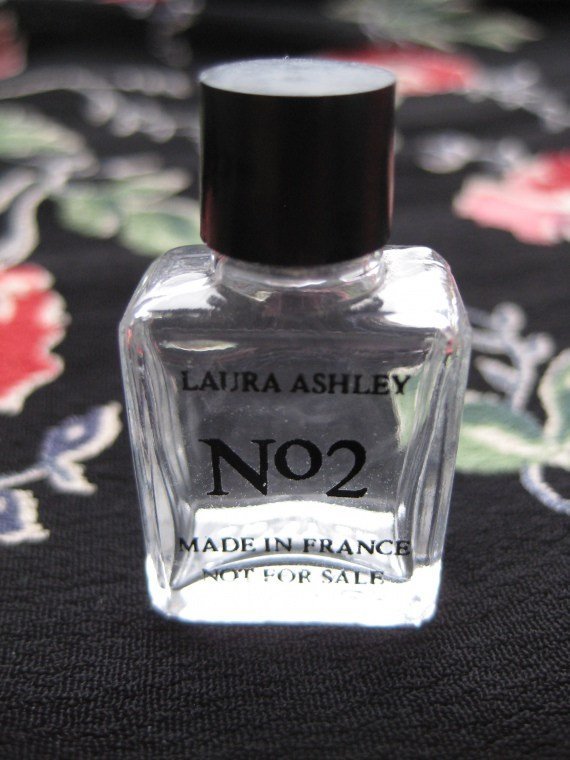 LAURA ASHLEY
No2
MADE IN FRANCE
NOT FOR SALE